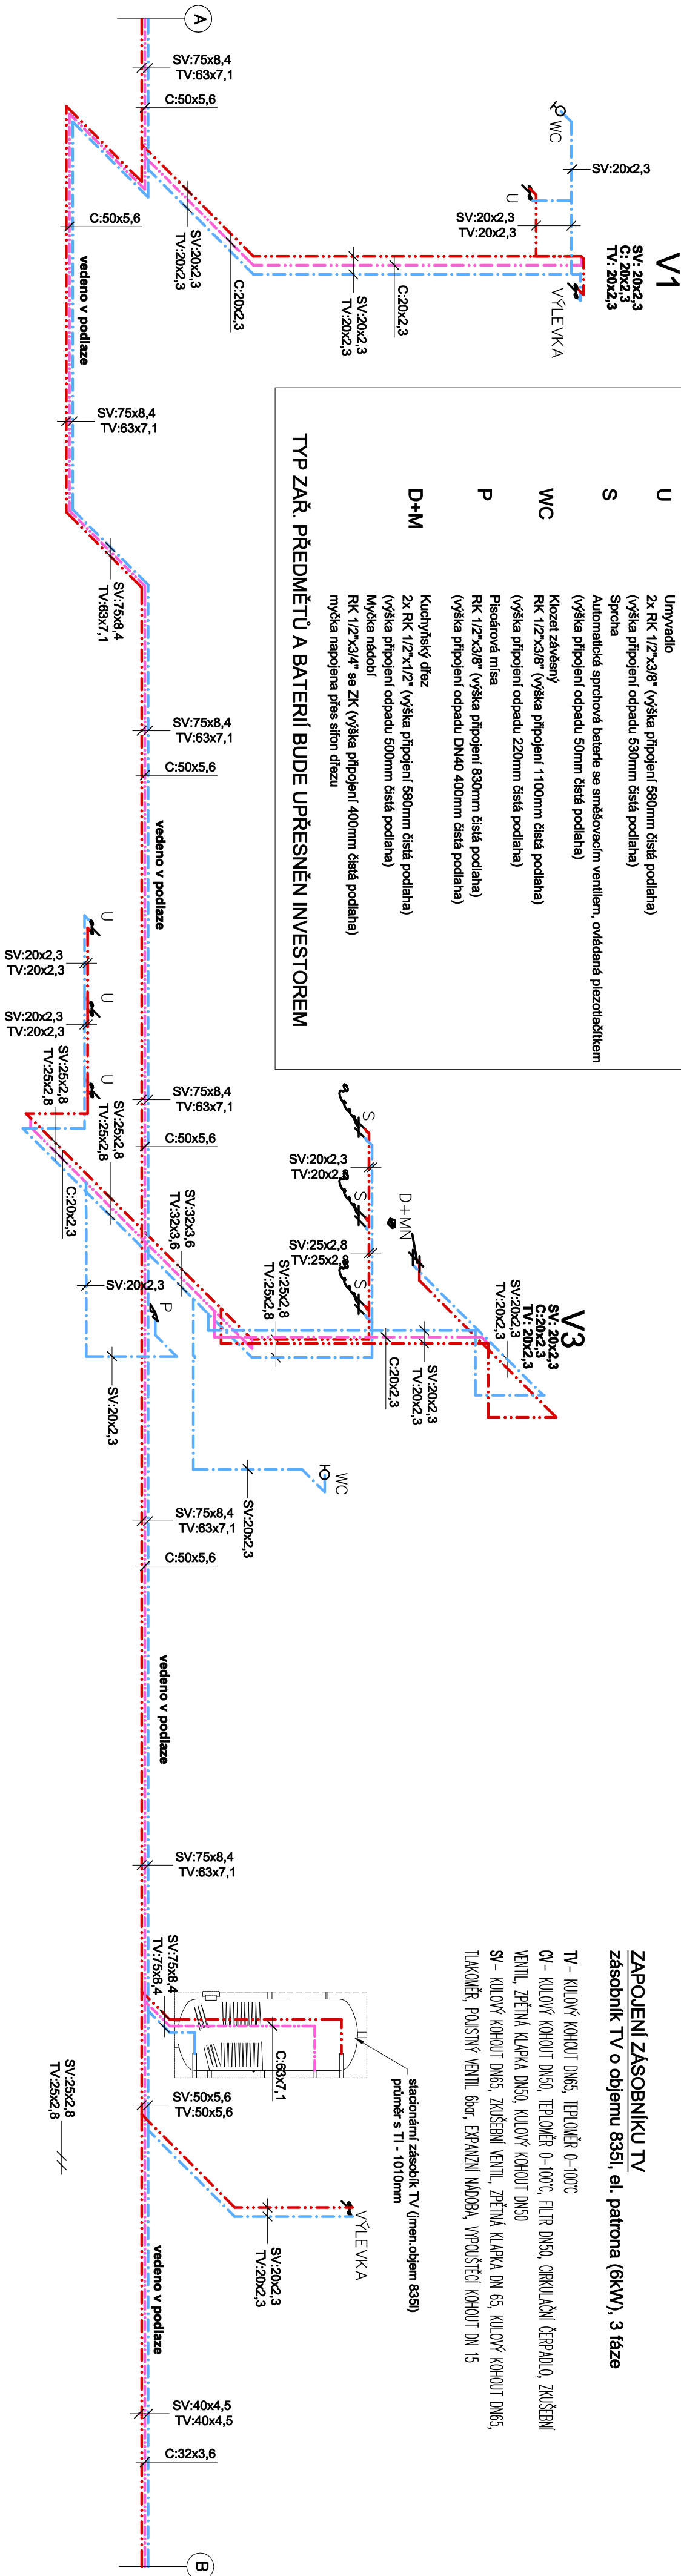 A
SV:75x8,4
TV:63x7,1
C:50x5,6
WC
SV:20x2,3
U
SV:20x2,3
TV:20x2,3
V1
SV: 20x2,3
C: 20x2,3
TV: 20x2,3
VÝLEVKA
C:50x5,6
SV:20x2,3
TV:20x2,3
C:20x2,3
SV:20x2,3
TV:20x2,3
C:20x2,3
vedeno v podlaze
SV:75x8,4
TV:63x7,1
SV:75x8,4
TV:63x7,1
U
Umyvadlo
2x RK 1/2"x3/8" (výška připojení 580mm čistá podlaha)
(výška připojení odpadu 530mm čistá podlaha)
S
Sprcha
Automatická sprchová baterie se směšovacím ventilem, ovládaná piezotlačítkem
(výška připojení odpadu 50mm čistá podlaha)
WC
Klozet závěsný
RK 1/2"x3/8" (výška připojení 1100mm čistá podlaha)
(výška připojení odpadu 220mm čistá podlaha)
P
Pisoárová mísa
RK 1/2"x3/8" (výška připojení 830mm čistá podlaha)
(výška připojení odpadu DN40 400mm čistá podlaha)
D+M
Kuchyňský dřez
2x RK 1/2"x1/2" (výška připojení 580mm čistá podlaha)
(výška připojení odpadu 500mm čistá podlaha)
Myčka nádobí
RK 1/2"x3/4" se ZK (výška připojení 400mm čistá podlaha)
myčka napojena přes sifon dřezu
TYP ZAŘ. PŘEDMĚTŮ A BATERIÍ BUDE UPŘESNĚN INVESTOREM
SV:75x8,4
TV:63x7,1
C:50x5,6
vedeno v podlaze
U
SV:20x2,3
TV:20x2,3
U
SV:20x2,3
TV:20x2,3
U
SV:25x2,8
TV:25x2,8
SV:25x2,8
TV:25x2,8
C:20x2,3
SV:75x8,4
TV:63x7,1
C:50x5,6
SV:32x3,6
TV:32x3,6
SV:20x2,3
P
SV:20x2,3
S
SV:20x2,3
TV:20x2,3
S
SV:25x2,8
TV:25x2,8
S
SV:25x2,8
TV:25x2,8
D+MN
C:20x2,3
SV:20x2,3
TV:20x2,3
SV:20x2,3
TV:20x2,3
V3
SV: 20x2,3
C:20x2,3
TV: 20x2,3
WC
SV:20x2,3
SV:75x8,4
TV:63x7,1
C:50x5,6
vedeno v podlaze
SV:75x8,4
TV:63x7,1
SV:75x8,4
TV:75x8,4
C:63x7,1
stacionární zásobík TV (jmen.objem 835l)
průměr s TI - 1010mm
ZAPOJENÍ ZÁSOBNÍKU TV
zásobník TV o objemu 835l, el. patrona (6kW), 3 fáze
TV - KULOVÝ KOHOUT DN65, TEPLOMĚR 0-100°C
CV - KULOVÝ KOHOUT DN50, TEPLOMĚR 0-100°C, FILTR DN50, CIRKULAČNÍ ČERPADLO, ZKUŠEBNÍ
VENTIL, ZPĚTNÁ KLAPKA DN50, KULOVÝ KOHOUT DN50
SV - KULOVÝ KOHOUT DN65, ZKUŠEBNÍ VENTIL, ZPĚTNÁ KLAPKA DN 65, KULOVÝ KOHOUT DN65,
TLAKOMĚR, POJISTNÝ VENTIL 6bar, EXPANZNÍ NÁDOBA, VYPOUŠTĚCÍ KOHOUT DN 15
SV:50x5,6
TV:50x5,6
SV:25x2,8
TV:25x2,8
VÝLEVKA
SV:20x2,3
TV:20x2,3
vedeno v podlaze
SV:40x4,5
TV:40x4,5
C:32x3,6
B